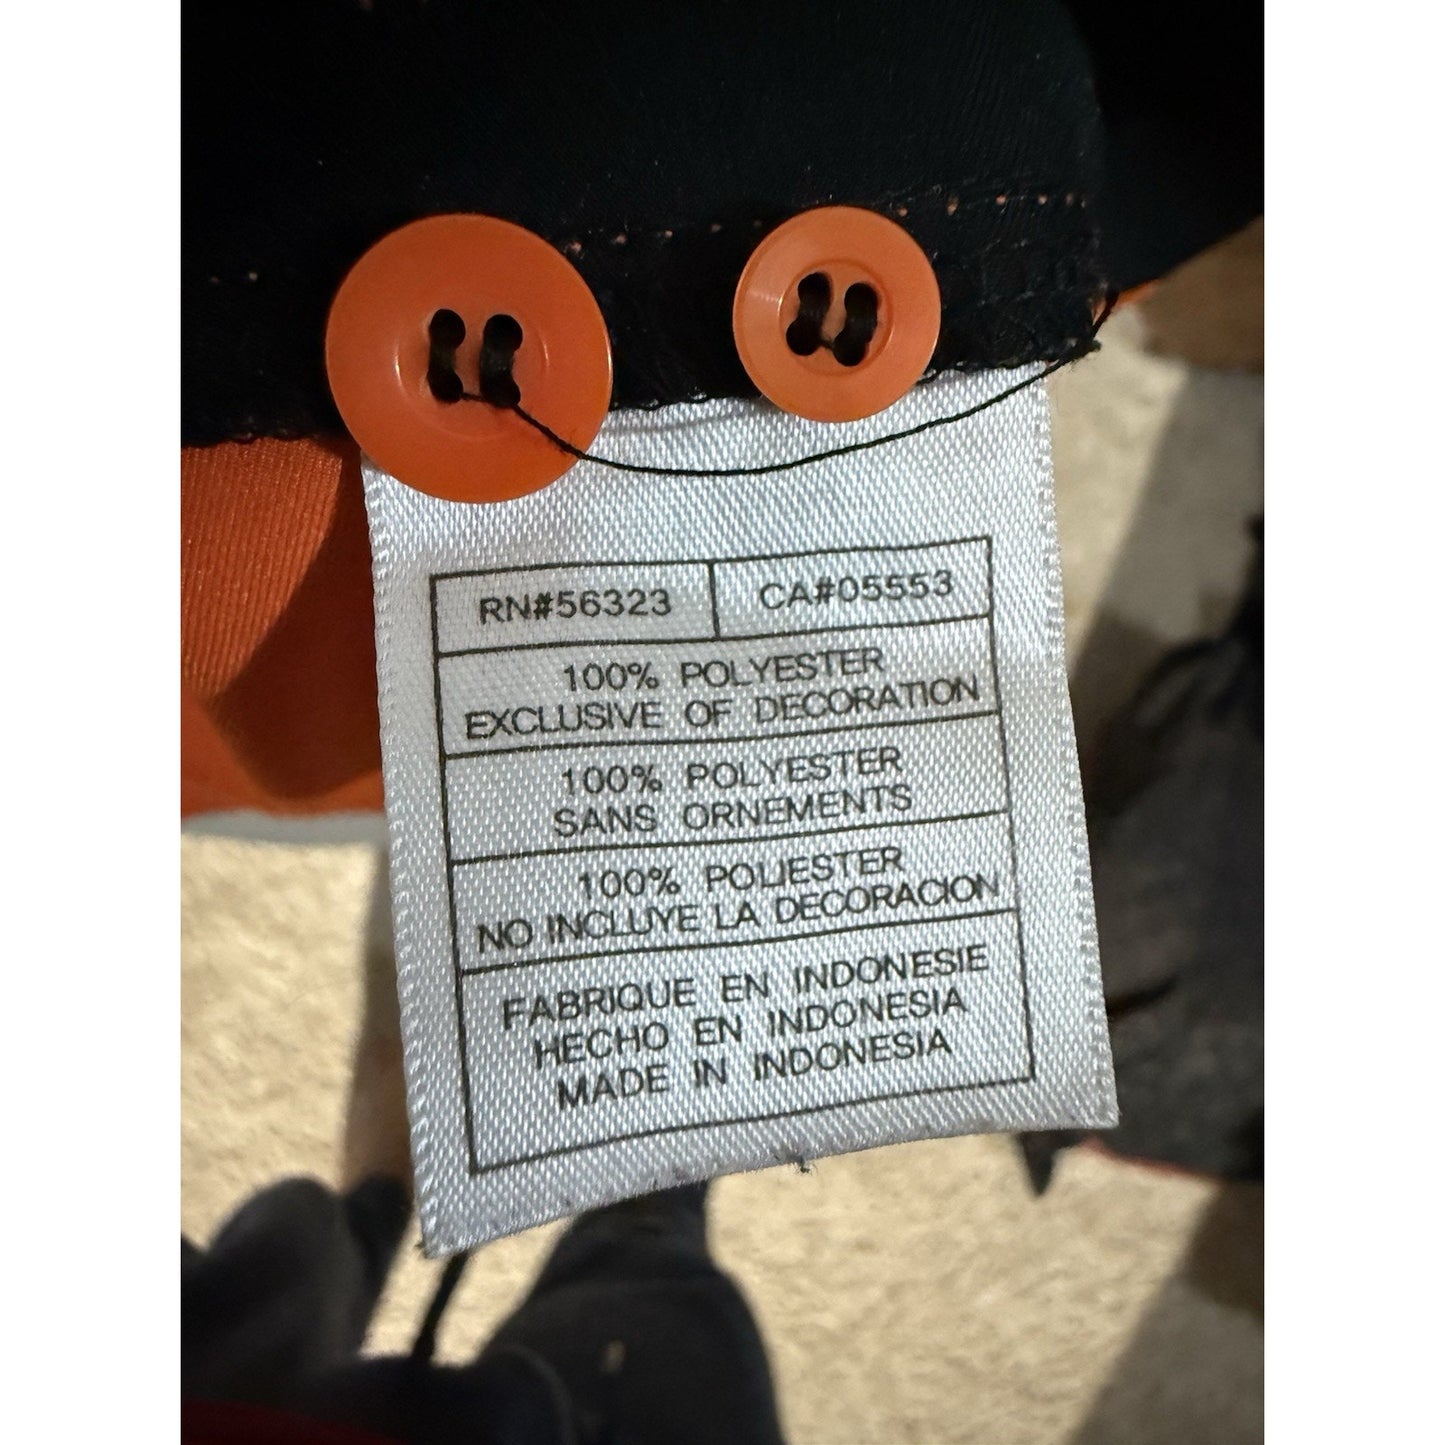 RN#56323 CA#05553
100% POLYESTER
EXCLUSIVE OF DECORATION
100% POLYESTER
SANS ORNEMENTS
100% POLIESTER
NO INCLUYE LA DECORACION
FABRIQUE EN INDONESIE
HECHO EN INDONESIA
MADE IN INDONESIA